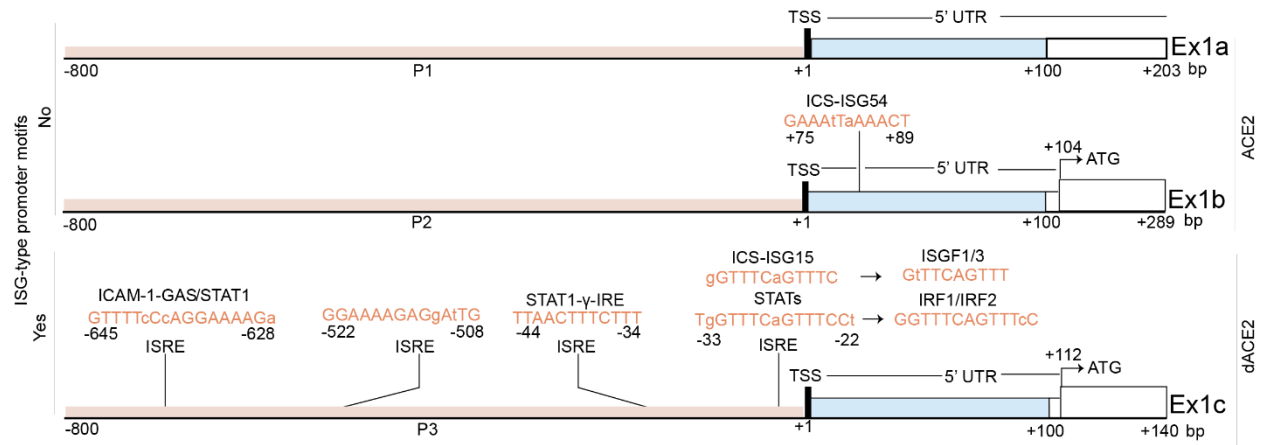 TSS 5' UTR
Ex1a
-800 P1 +1 +100 +203 bp
ICS-ISG54
GAAAtTaAAACT
+75 +89
+104
ATG
TSS 5' UTR
Ex1b
-800 P2 +1 +100 +289 bp
ISG-type promoter motifs
No
Yes
ACE2
dACE2
ICS-ISG15 ISGF1/3
gGTTTCaGTTTC → GtTTCAGTTT
ICAM-1-GAS/STAT1 STAT1-γ-IRE STATs IRF1/IRF2
GTTTTcCcAGGAAAAGa GGAAAAGAGgAtTG TTAACTTTCTTT TgGTTTCaGTTTCCt → GGTTTCAGTTTcC
-645 -628 -522 -508 -44 -34 -33 -22
ISRE ISRE ISRE ISRE
+112
ATG
TSS 5' UTR
Ex1c
-800 P3 +1 +100 +140 bp